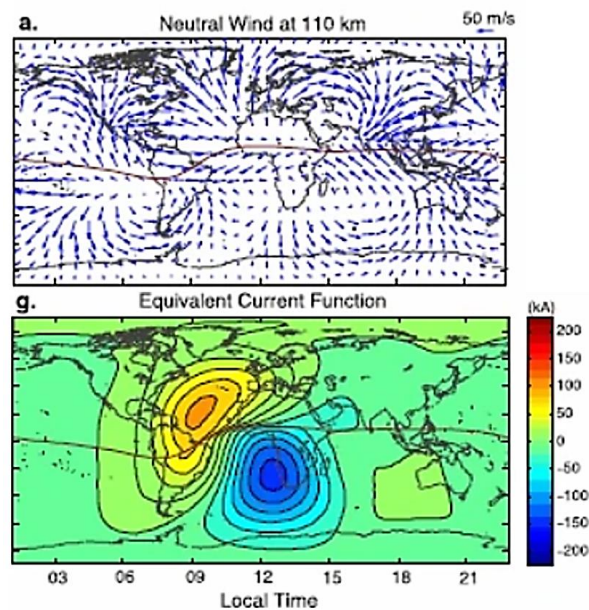 a.
Neutral Wind at 110 km
50 m/s
g.
Equivalent Current Function
(kA)
200
150
100
50
0
-50
-100
-150
-200
03 06 09 12 15 18 21
Local Time